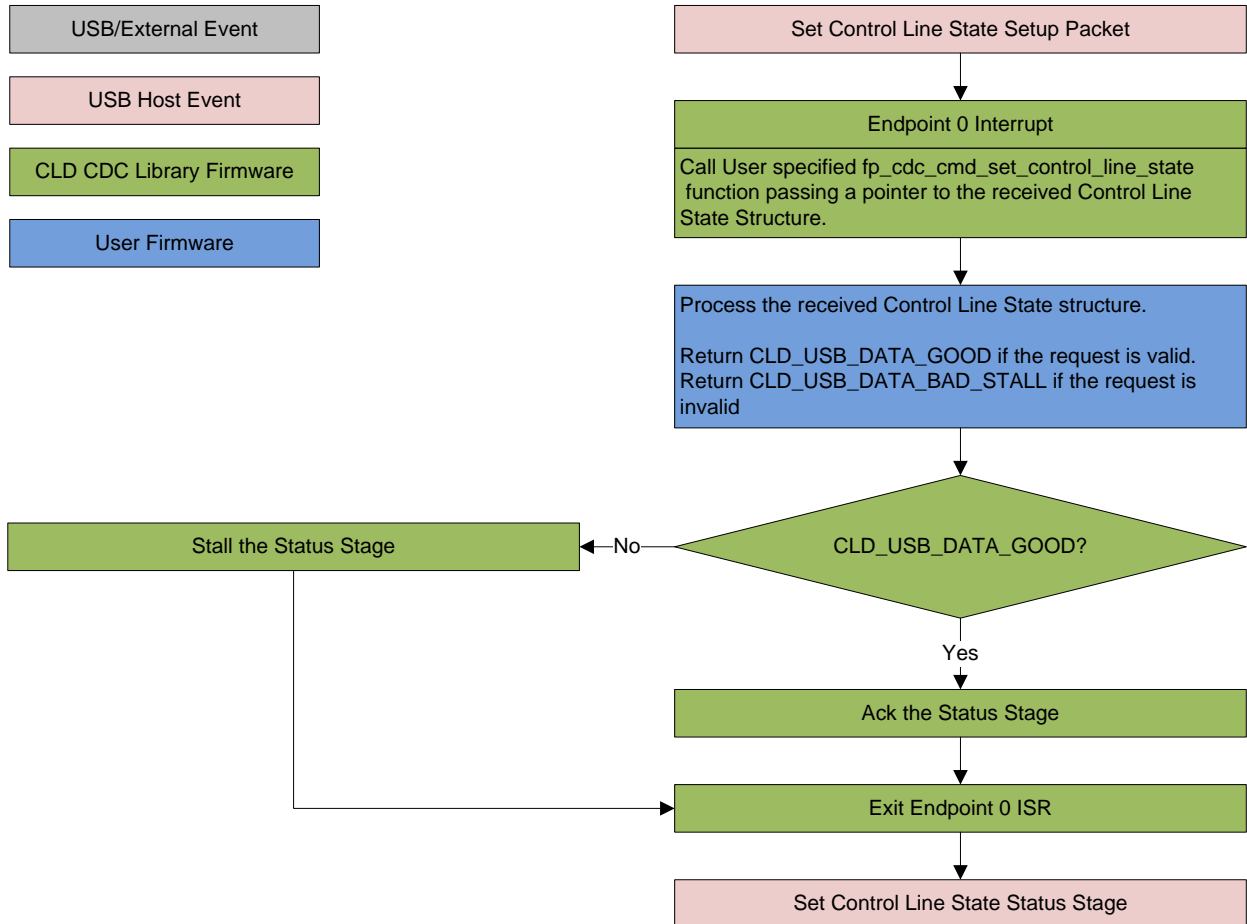 USB/External Event
USB Host Event
CLD CDC Library Firmware
User Firmware
Set Control Line State Setup Packet
Endpoint 0 Interrupt
Call User specified fp_cdc_cmd_set_control_line_state
function passing a pointer to the received Control Line
State Structure.
Process the received Control Line State structure.
Return CLD_USB_DATA_GOOD if the request is valid.
Return CLD_USB_DATA_BAD_STALL if the request is
invalid
CLD_USB_DATA_GOOD?
No
Stall the Status Stage
Yes
Ack the Status Stage
Exit Endpoint 0 ISR
Set Control Line State Status Stage